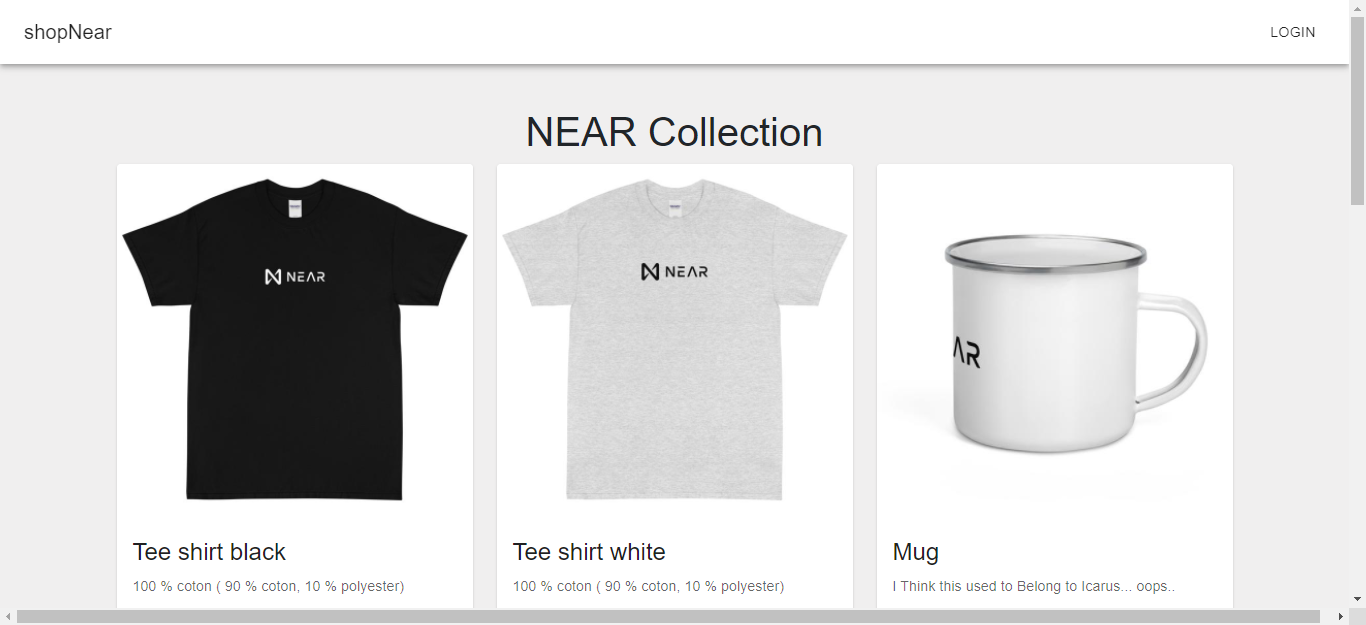 shopNear
LOGIN
NEAR Collection
NEAR
NEAR
AR
Tee shirt black
100 % coton ( 90 % coton, 10 % polyester)
Tee shirt white
100 % coton ( 90 % coton, 10 % polyester)
Mug
I Think this used to Belong to Icarus... oops..